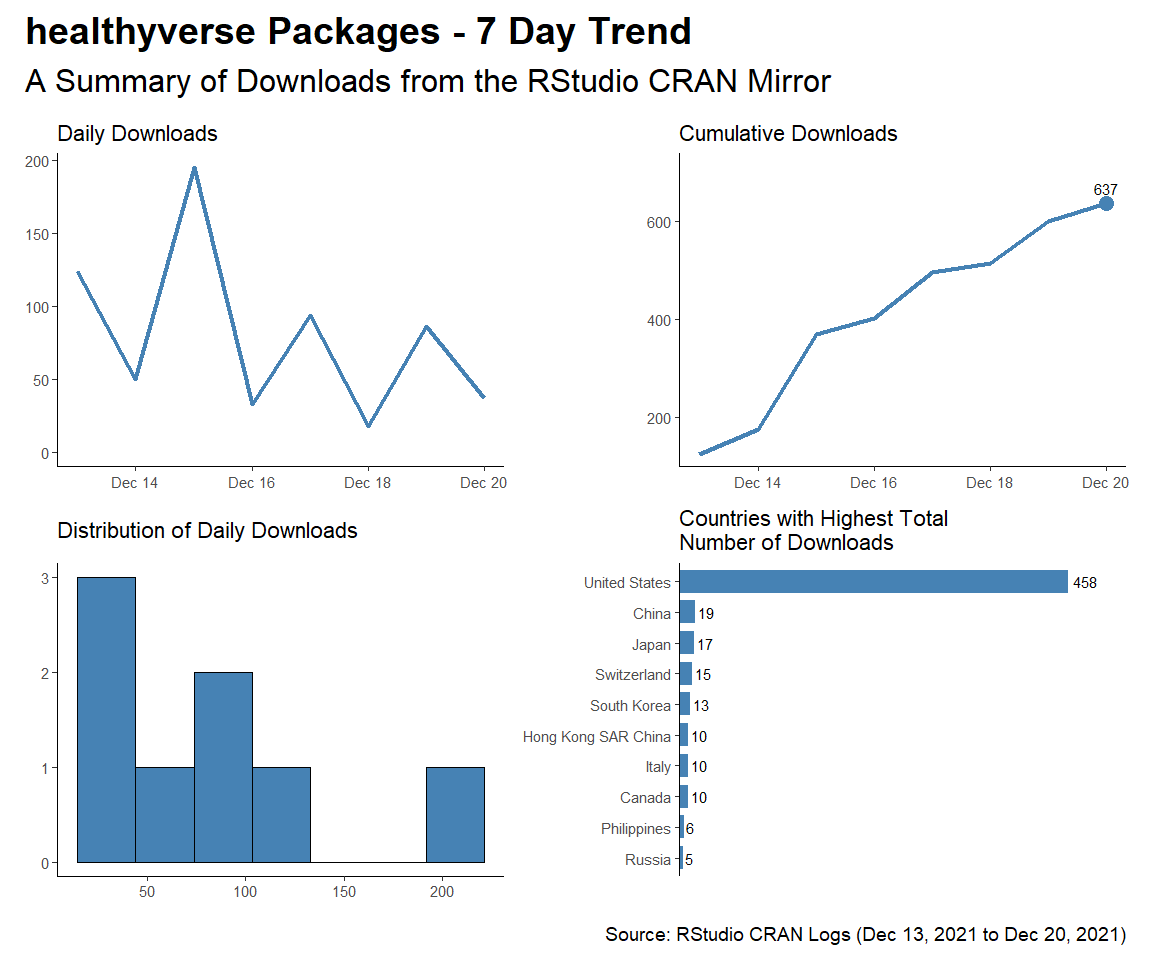 healthyverse Packages - 7 Day Trend
A Summary of Downloads from the RStudio CRAN Mirror
Daily Downloads
200
150
100
50
0
Dec 14
Dec 16
Dec 18
Dec 20
Cumulative Downloads
637
600
400
200
Dec 14
Dec 16
Dec 18
Dec 20
Distribution of Daily Downloads
3
2
1
0
50
100
150
200
Countries with Highest Total
Number of Downloads
United States 458
China 19
Japan 17
Switzerland 15
South Korea 13
Hong Kong SAR China 10
Italy 10
Canada 10
Philippines 6
Russia 5
Source: RStudio CRAN Logs (Dec 13, 2021 to Dec 20, 2021)